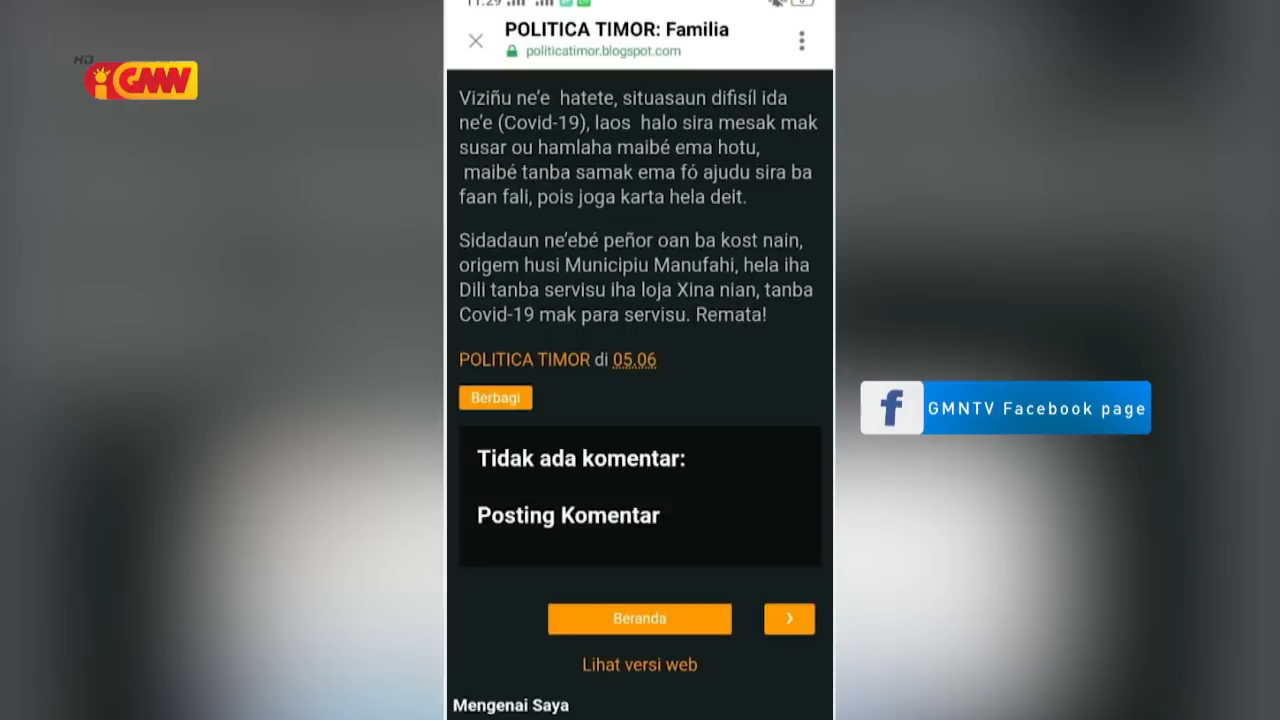 11:29
POLITICA TIMOR: Familia
politicatimor.blogspot.com
HD
iGMN
Viziñu ne’e hatete, situasaun difisíl ida
ne’e (Covid-19), laos halo sira mesak mak
susar ou hamlaha maibé ema hotu,
maibé tanba samak ema fó ajudu sira ba
faan fali, pois joga karta hela deit.
Sidadaun ne’ebé peñor oan ba kost nain,
origem husi Municipiu Manufahi, hela iha
Dili tanba servisu iha loja Xina nian, tanba
Covid-19 mak para servisu. Remata!
POLITICA TIMOR di 05.06
Berbagi
GMNTV Facebook page
Tidak ada komentar:
Posting Komentar
Beranda
›
Lihat versi web
Mengenai Saya